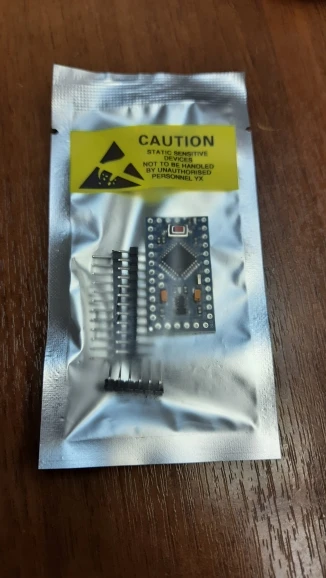 CAUTION
STATIC SENSITIVE
DEVICES
NOT TO BE HANDLED
BY UNAUTHORISED
PERSONNEL YX